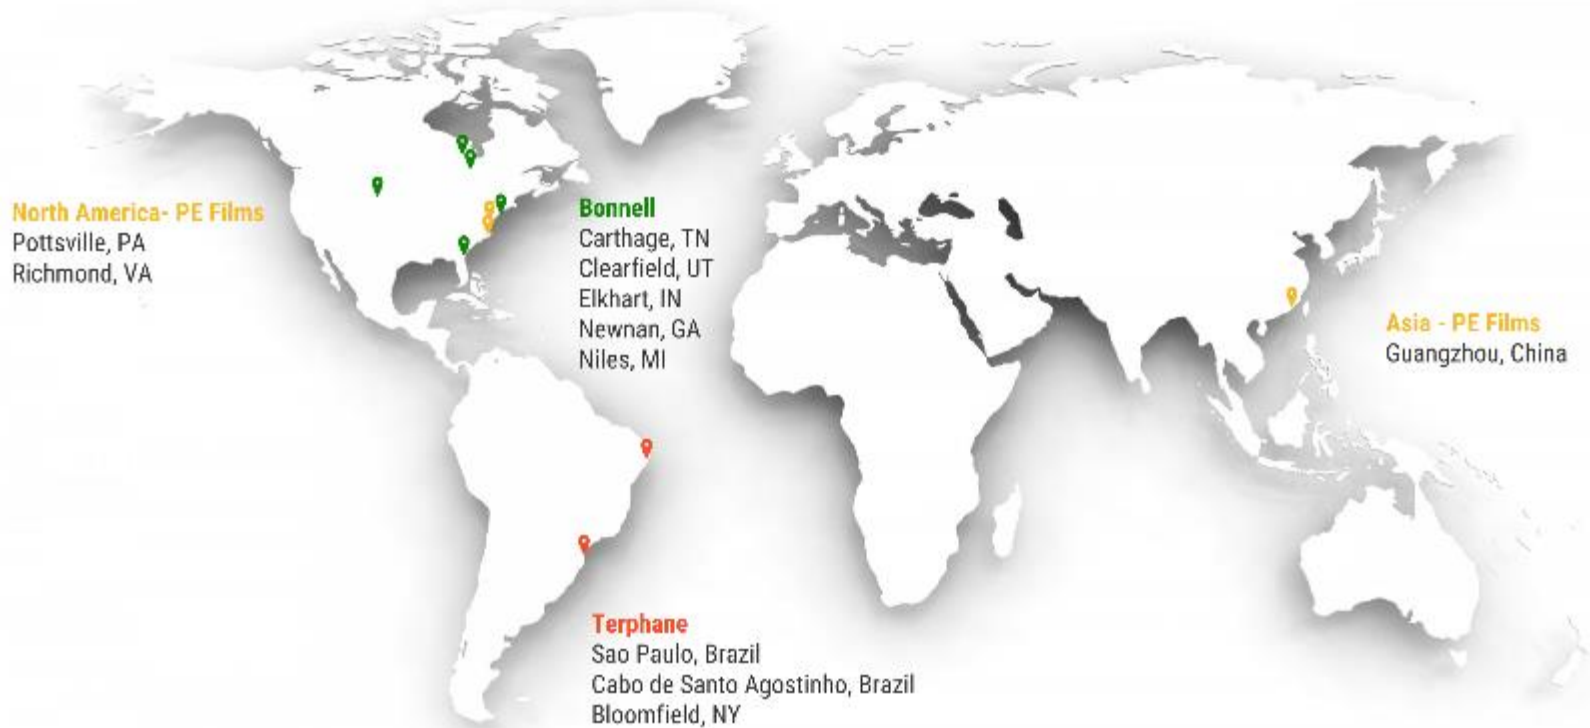 North America- PE Films
Pottsville, PA
Richmond, VA
Bonnell
Carthage, TN
Clearfield, UT
Elkhart, IN
Newnan, GA
Niles, MI
Asia - PE Films
Guangzhou, China
Terphane
Sao Paulo, Brazil
Cabo de Santo Agostinho, Brazil
Bloomfield, NY